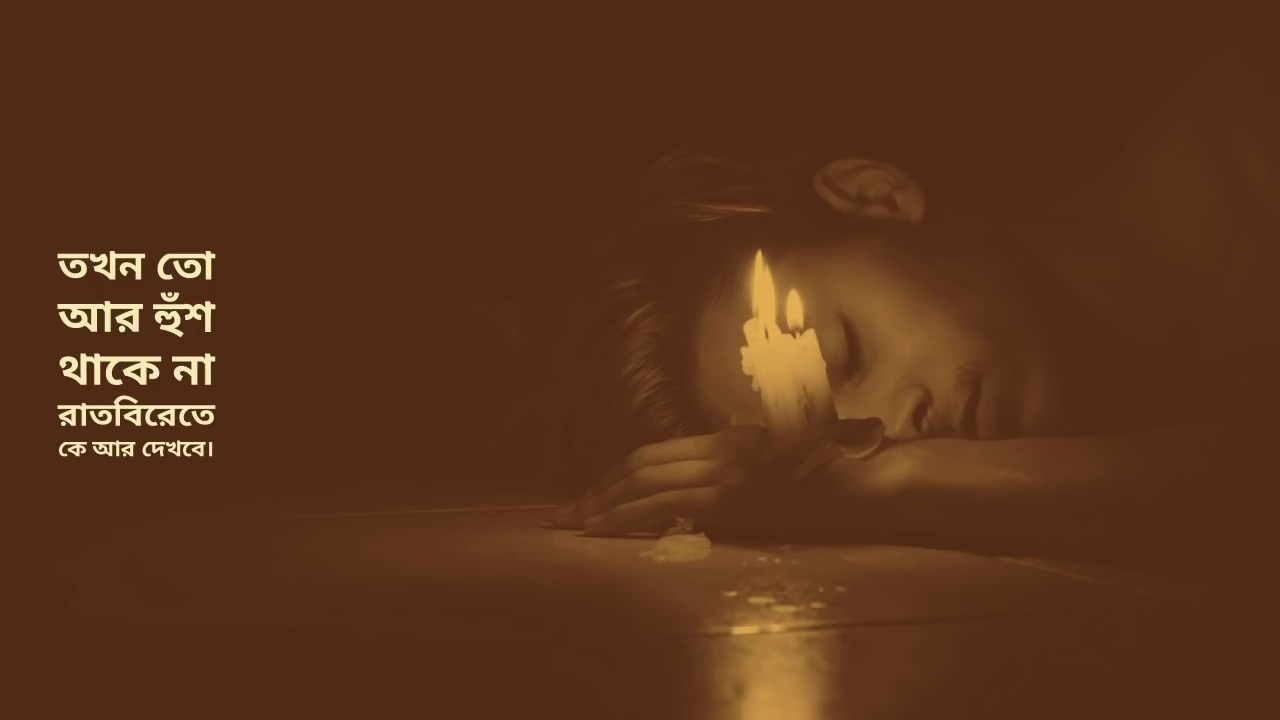 তখন তো
আর হুঁশ
থাকে না
রাতবিরেতে
কে আর দেখবে।